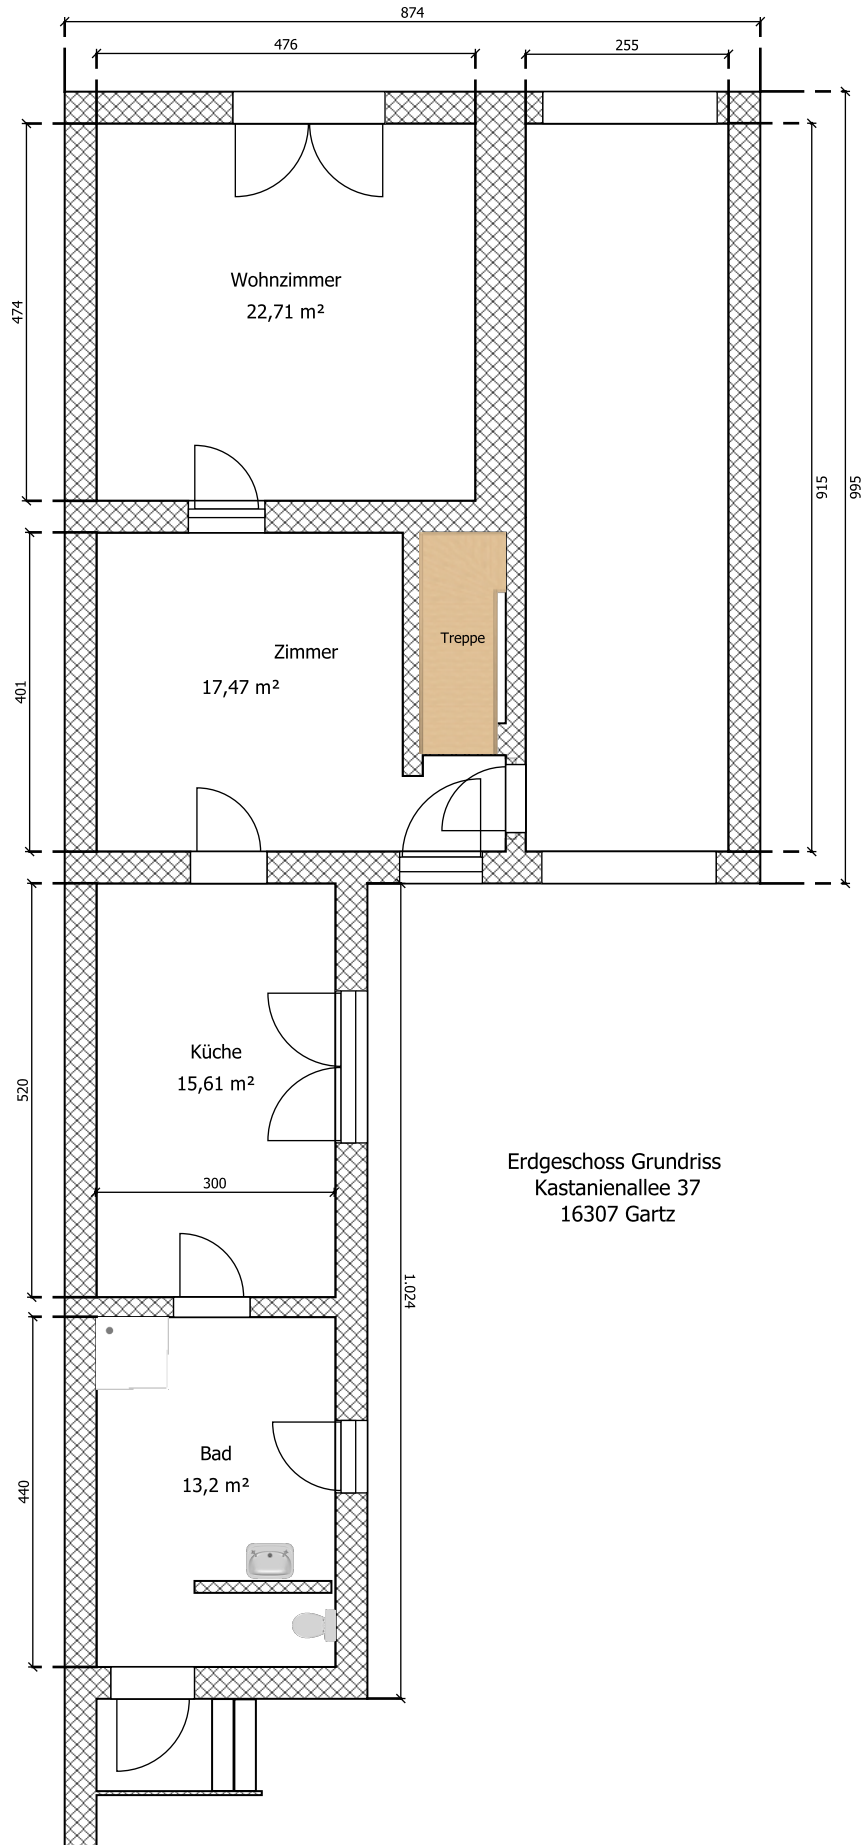 874
476
255
474
Wohnzimmer
22,71 m²
915
995
401
Treppe
Zimmer
17,47 m²
520
Küche
15,61 m²
300
Erdgeschoss Grundriss
Kastanienallee 37
16307 Gartz
1.024
440
Bad
13,2 m²